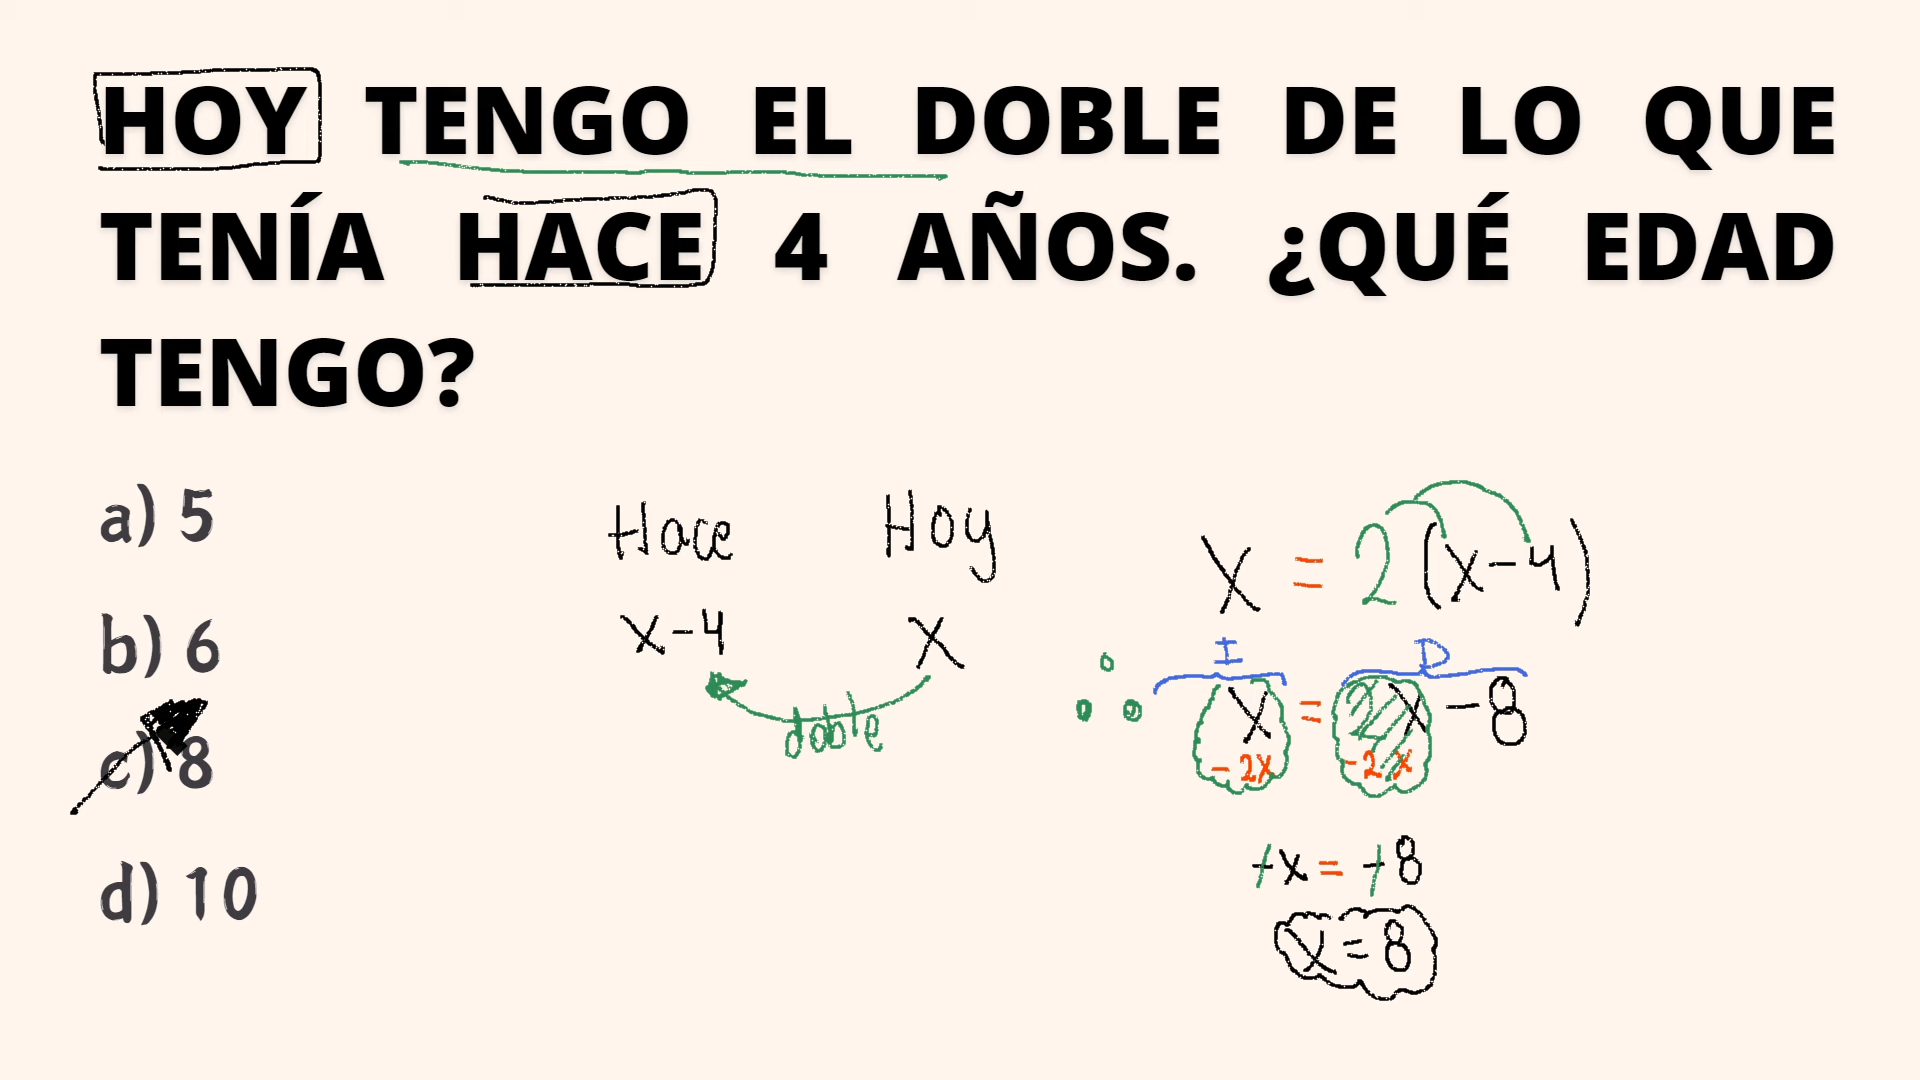 HOY TENGO EL DOBLE DE LO QUE
TENÍA HACE 4 AÑOS. ¿QUÉ EDAD
TENGO?
a) 5
b) 6
c) 8
d) 10
Hace Hoy
x-4 x
doble
x = 2(x-4)
I D
x = 2x - 8
-2x -2x
+x = +8
x = 8